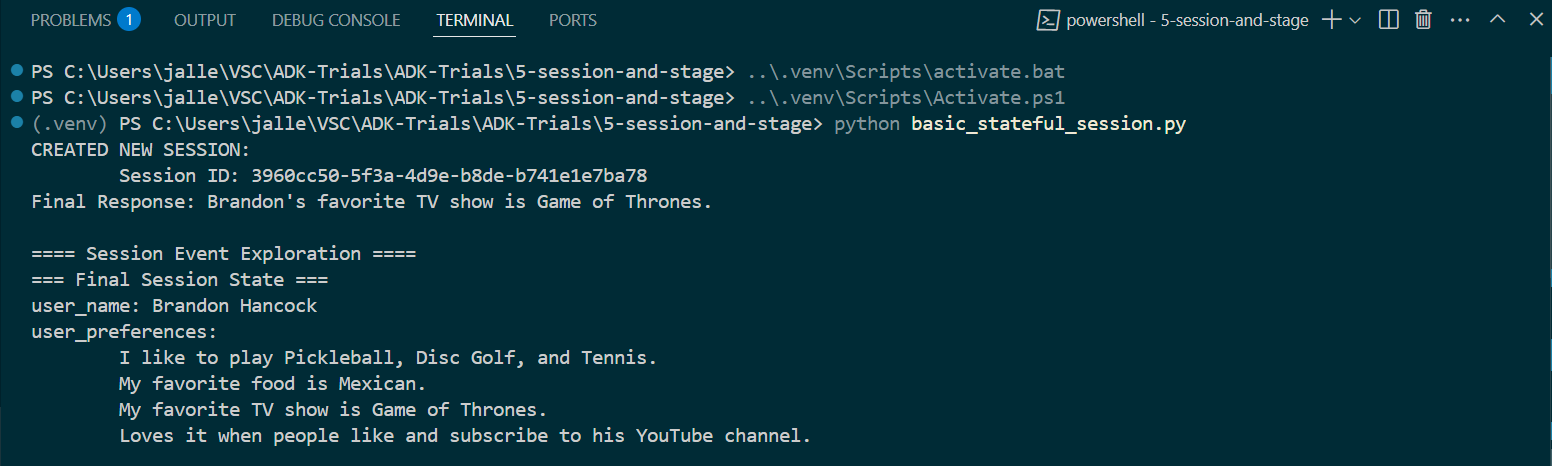 PROBLEMS 1 OUTPUT DEBUG CONSOLE TERMINAL PORTS powershell - 5-session-and-stage
PS C:\Users\jalle\VSC\ADK-Trials\ADK-Trials\5-session-and-stage> ..\.venv\Scripts\activate.bat
PS C:\Users\jalle\VSC\ADK-Trials\ADK-Trials\5-session-and-stage> ..\.venv\Scripts\Activate.ps1
(.venv) PS C:\Users\jalle\VSC\ADK-Trials\ADK-Trials\5-session-and-stage> python basic_stateful_session.py
CREATED NEW SESSION:
Session ID: 3960cc50-5f3a-4d9e-b8de-b741e1e7ba78
Final Response: Brandon's favorite TV show is Game of Thrones.
==== Session Event Exploration ====
=== Final Session State ===
user_name: Brandon Hancock
user_preferences:
I like to play Pickleball, Disc Golf, and Tennis.
My favorite food is Mexican.
My favorite TV show is Game of Thrones.
Loves it when people like and subscribe to his YouTube channel.